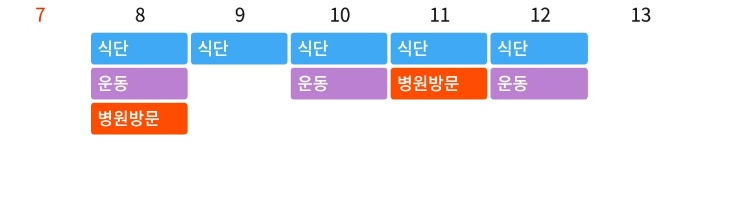 7 8 9 10 11 12 13
식단 식단 식단 식단 식단
운동 운동 병원방문 운동
병원방문